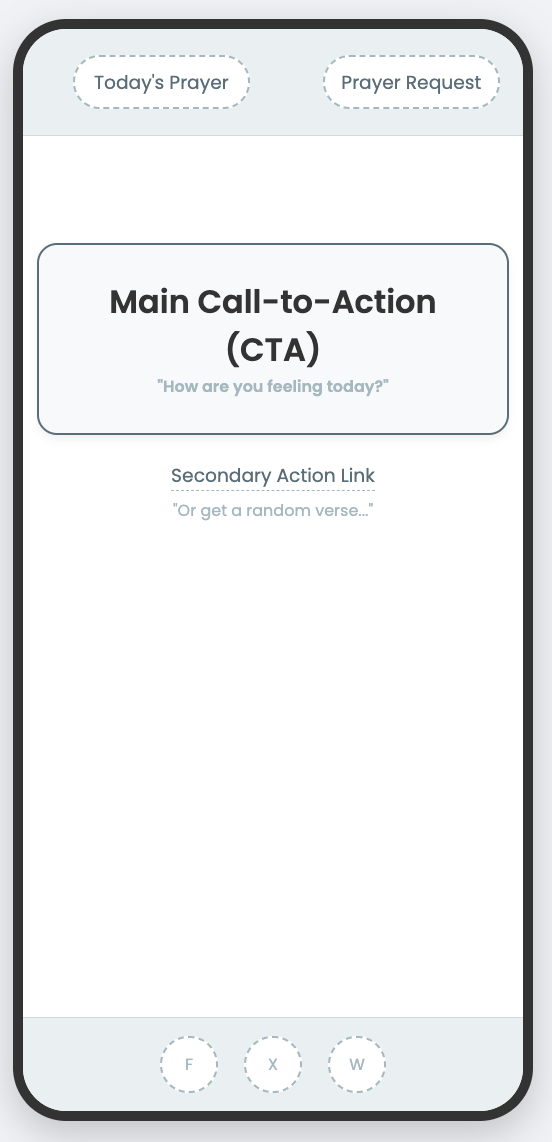 Today's Prayer
Prayer Request
Main Call-to-Action
(CTA)
"How are you feeling today?"
Secondary Action Link
"Or get a random verse..."
F
X
W